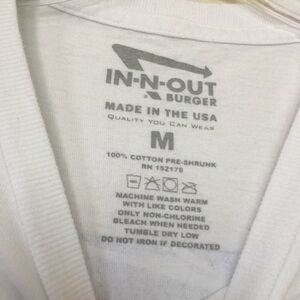 IN-N-OUT
BURGER
MADE IN THE USA
QUALITY YOU CAN WEAR
M
100% COTTON PRE-SHRUNK
RN 152178
MACHINE WASH WARM
WITH LIKE COLORS
ONLY NON-CHLORINE
BLEACH WHEN NEEDED
TUMBLE DRY LOW
DO NOT IRON IF DECORATED